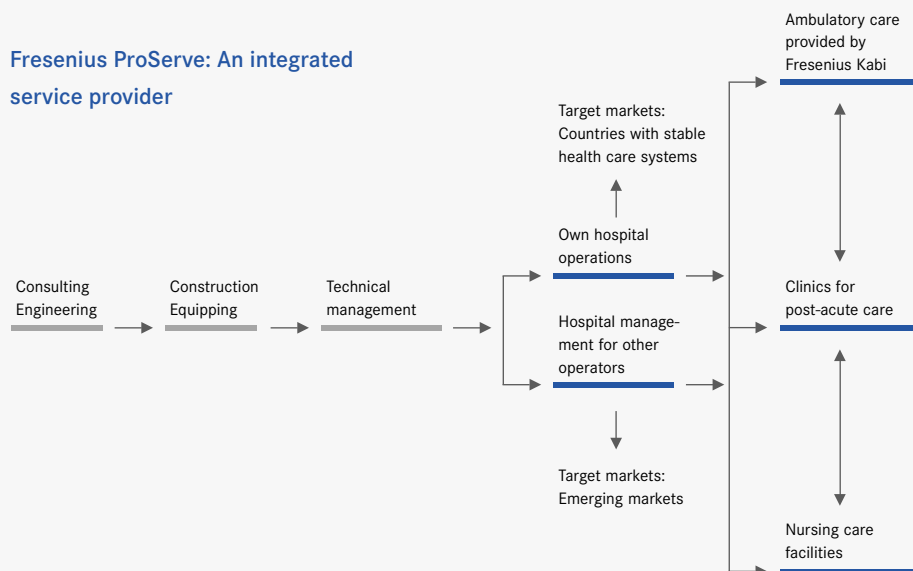 Fresenius ProServe: An integrated
service provider
Consulting
Engineering
Construction
Equipping
Technical
management
Target markets:
Countries with stable
health care systems
Own hospital
operations
Hospital manage-
ment for other
operators
Target markets:
Emerging markets
Ambulatory care
provided by
Fresenius Kabi
Clinics for
post-acute care
Nursing care
facilities